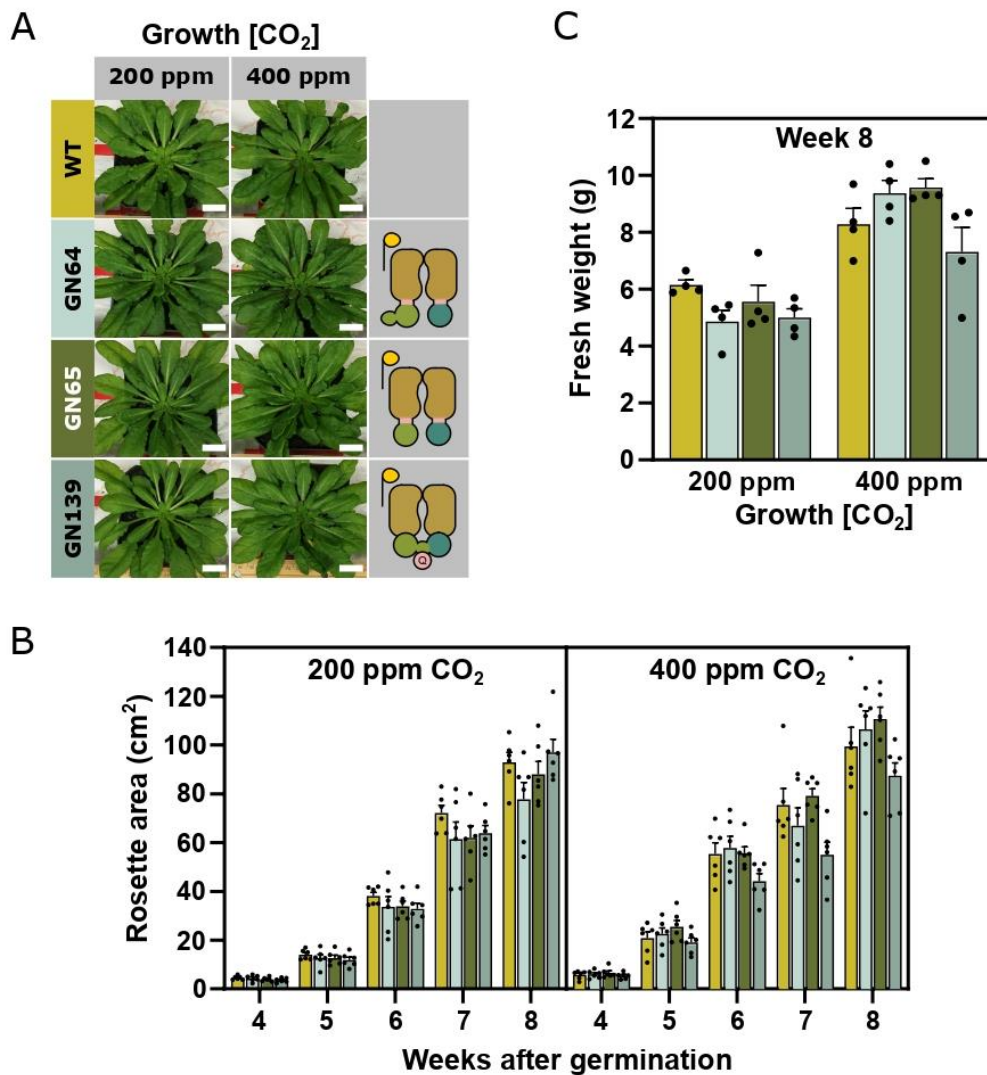 A
Growth [CO₂]
200 ppm 400 ppm
WT
GN64
GN65
GN139
Q
C
Week 8
Fresh weight (g)
12
10
8
6
4
2
0
200 ppm 400 ppm
Growth [CO₂]
B
200 ppm CO₂ 400 ppm CO₂
Rosette area (cm²)
140
120
100
80
60
40
20
0
4 5 6 7 8 4 5 6 7 8
Weeks after germination